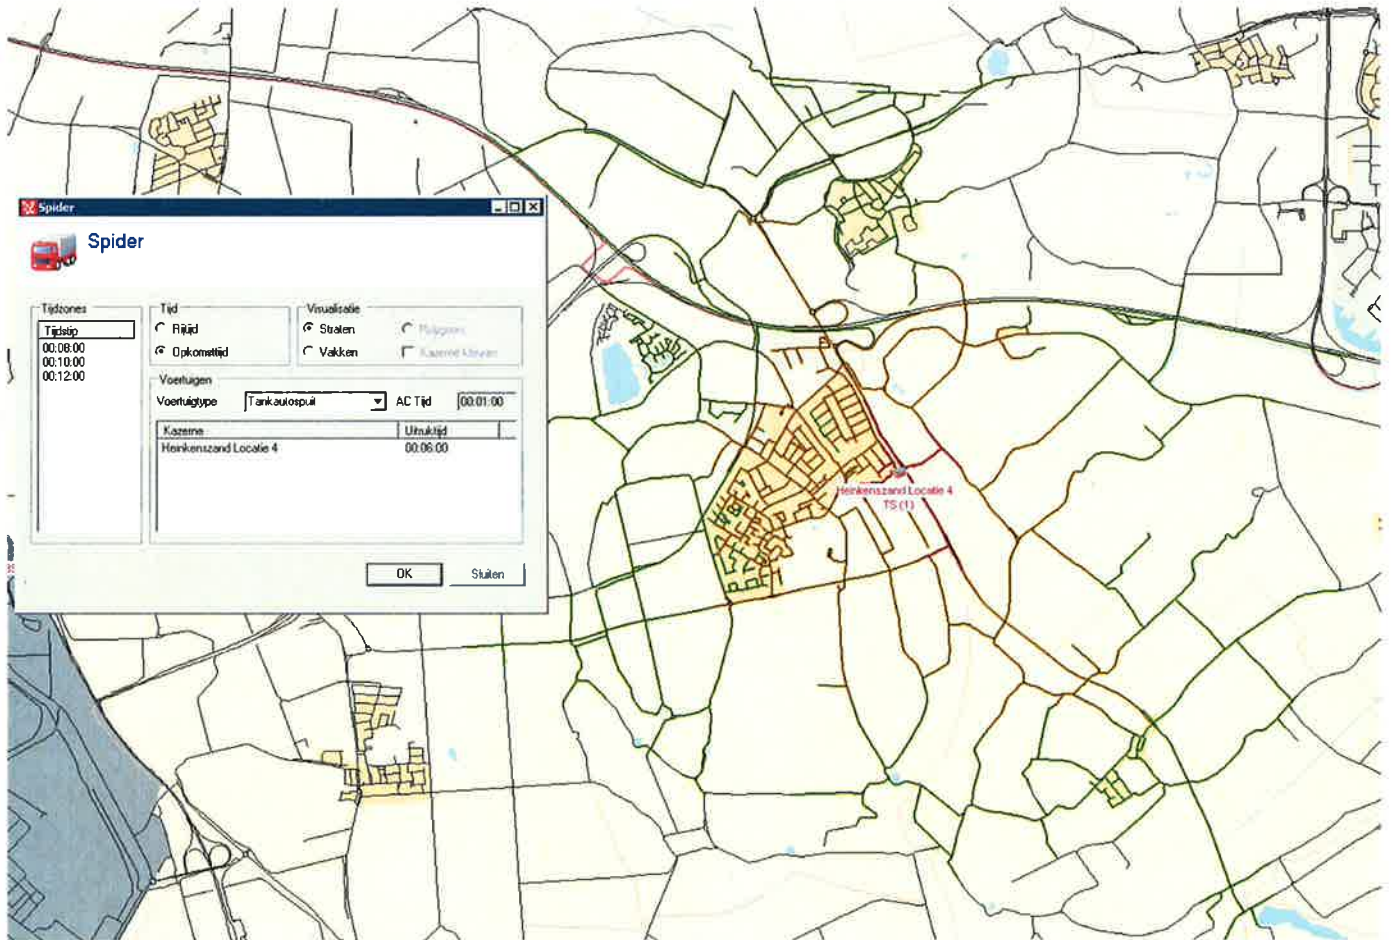 Spider
Spider
Tijdzones
Tijdstip
00:08:00
00:10:00
00:12:00
Tijd
Rijtijd
Opkomsttijd
Visualisatie
Straten
Vakken
Polygoon
Kazerne
Voertuigen
Voertuigtype
Tankautospuit
AC Tijd
00:01:00
Kazerne
Uitruktijd
Heinkenszand Locatie 4
00:06:00
OK
Sluiten
Heinkenszand Locatie 4
TS (1)